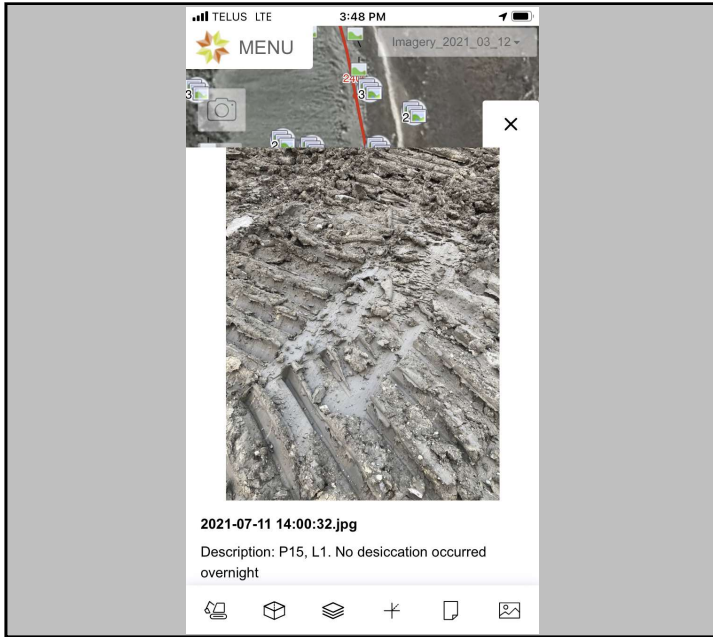 TELUS LTE 3:48 PM
MENU
Imagery_2021_03_12
240
3
3
2
2
2021-07-11 14:00:32.jpg
Description: P15, L1. No desiccation occurred
overnight